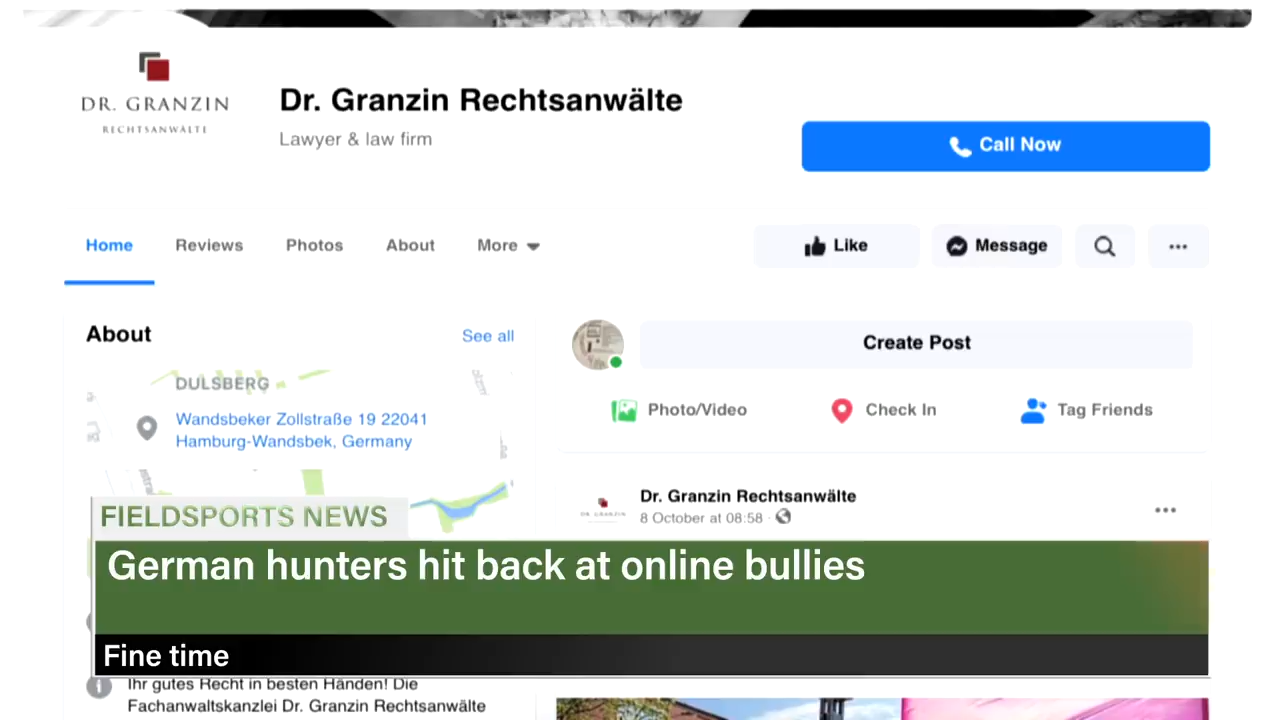 DR. GRANZIN
RECHTSANWÄLTE
Dr. Granzin Rechtsanwälte
Lawyer & law firm
Call Now
Home Reviews Photos About More
Like Message
About See all
DULSBERG
Wandsbeker Zollstraße 19 22041
Hamburg-Wandsbek, Germany
Create Post
Photo/Video Check In Tag Friends
DR. GRANZIN
Dr. Granzin Rechtsanwälte
8 October at 08:58 ·
FIELDSPORTS NEWS
German hunters hit back at online bullies
Fine time
Ihr gutes Recht in besten Händen! Die
Fachanwaltskanzlei Dr. Granzin Rechtsanwälte